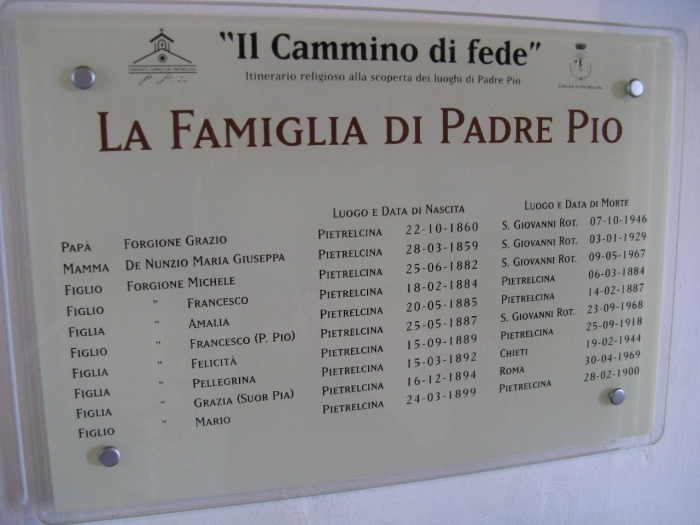 "Il Cammino di fede"
Itinerario religioso alla scoperta dei luoghi di Padre Pio
Comune di Pietrelcina
La Famiglia di Padre Pio
Luogo e Data di Nascita Luogo e Data di Morte
Papà Forgione Grazio Pietrelcina 22-10-1860 S. Giovanni Rot. 07-10-1946
Mamma De Nunzio Maria Giuseppa Pietrelcina 28-03-1859 S. Giovanni Rot. 03-01-1929
Figlio Forgione Michele Pietrelcina 25-06-1882 S. Giovanni Rot. 09-05-1967
Figlio " Francesco Pietrelcina 18-02-1884 Pietrelcina 06-03-1884
Figlia " Amalia Pietrelcina 20-05-1885 Pietrelcina 14-02-1887
Figlio " Francesco (P. Pio) Pietrelcina 25-05-1887 S. Giovanni Rot. 23-09-1968
Figlia " Felicità Pietrelcina 15-09-1889 Pietrelcina 25-09-1918
Figlia " Pellegrina Pietrelcina 15-03-1892 Chieti 19-02-1944
Figlia " Grazia (Suor Pia) Pietrelcina 16-12-1894 Roma 30-04-1969
Figlio " Mario Pietrelcina 24-03-1899 Pietrelcina 28-02-1900